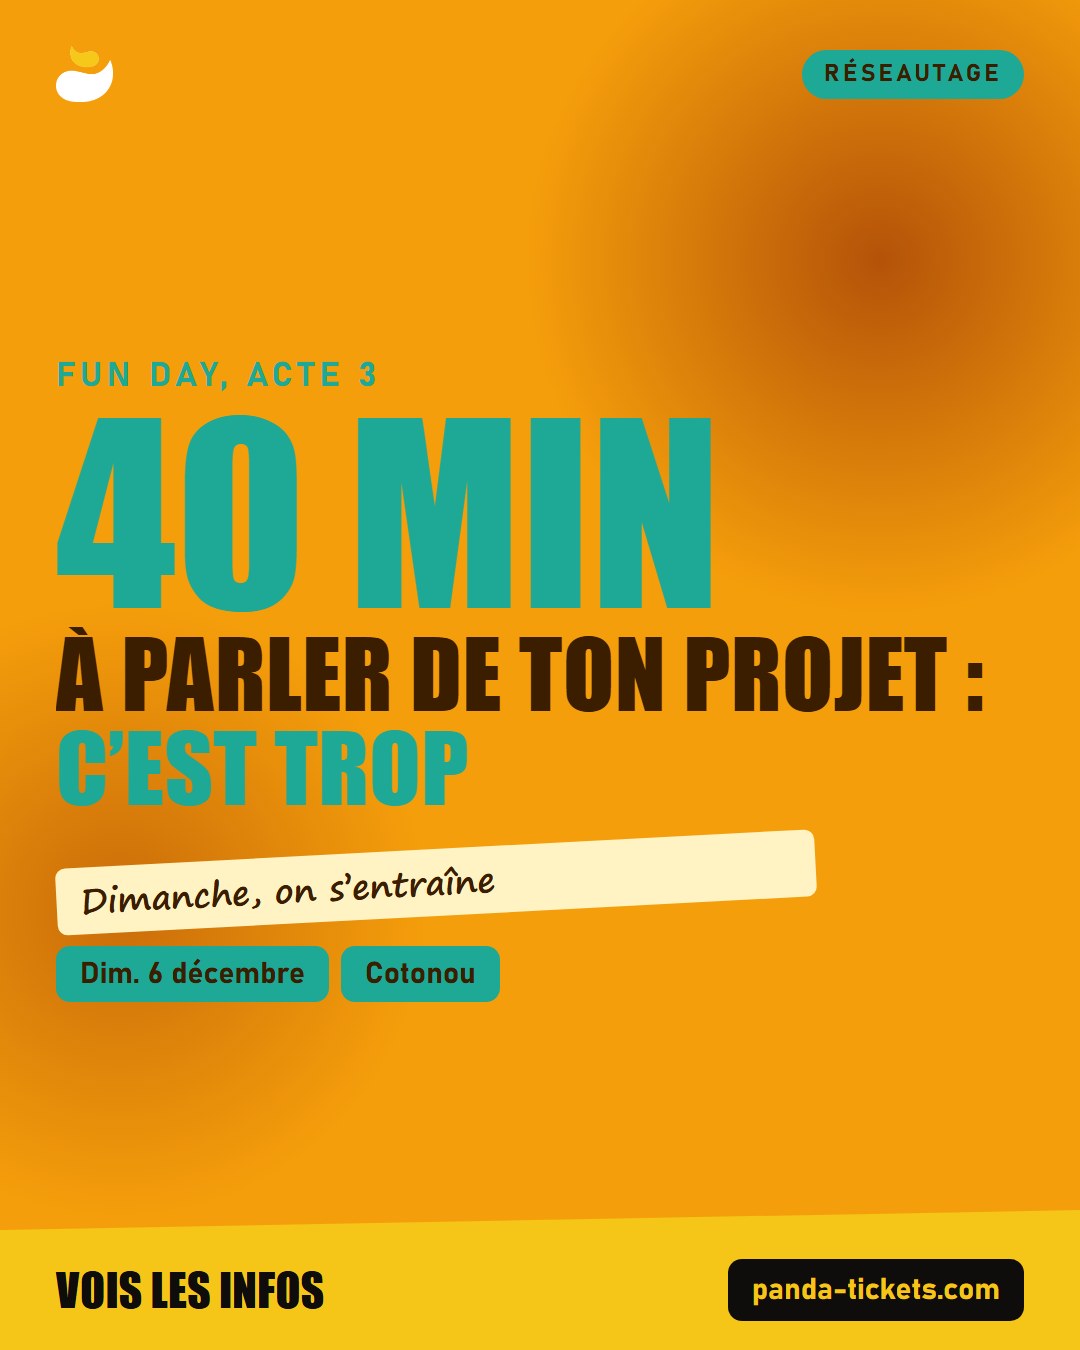 RÉSEAUTAGE
FUN DAY, ACTE 3
40 MIN
À PARLER DE TON PROJET :
C’EST TROP
Dimanche, on s’entraîne
Dim. 6 décembre
Cotonou
VOIS LES INFOS
panda-tickets.com